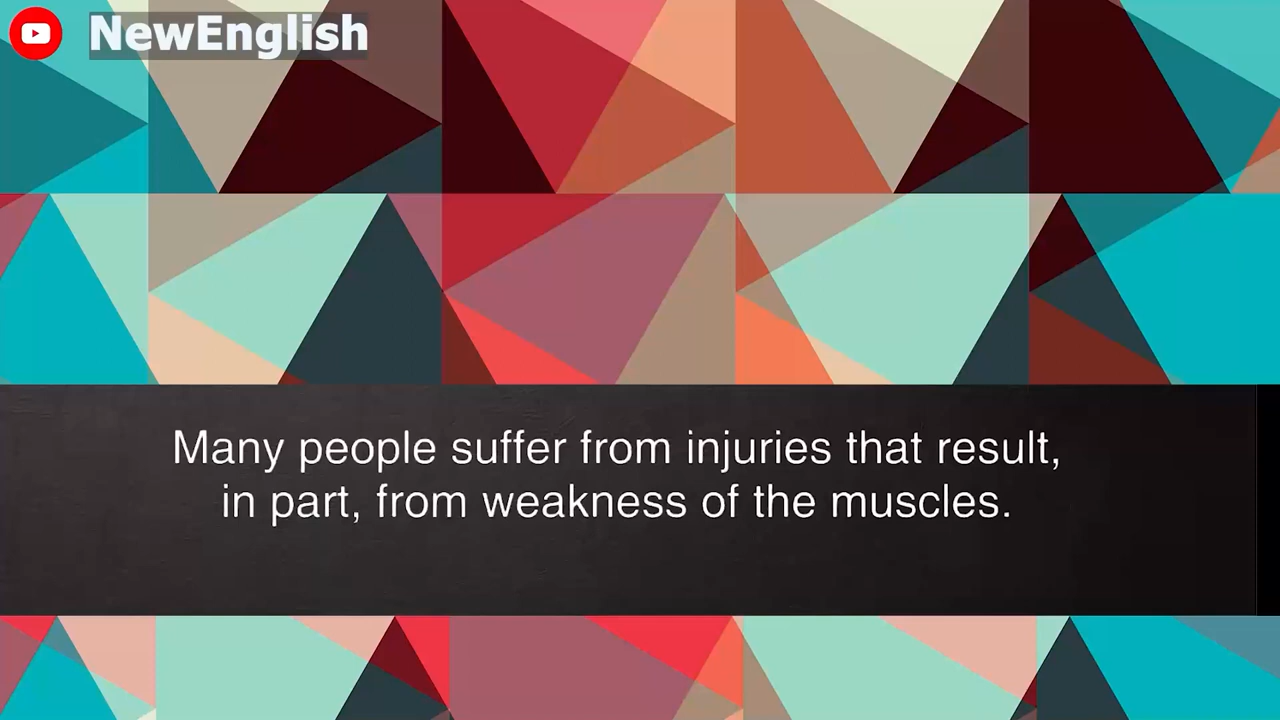 NewEnglish
Many people suffer from injuries that result,
in part, from weakness of the muscles.